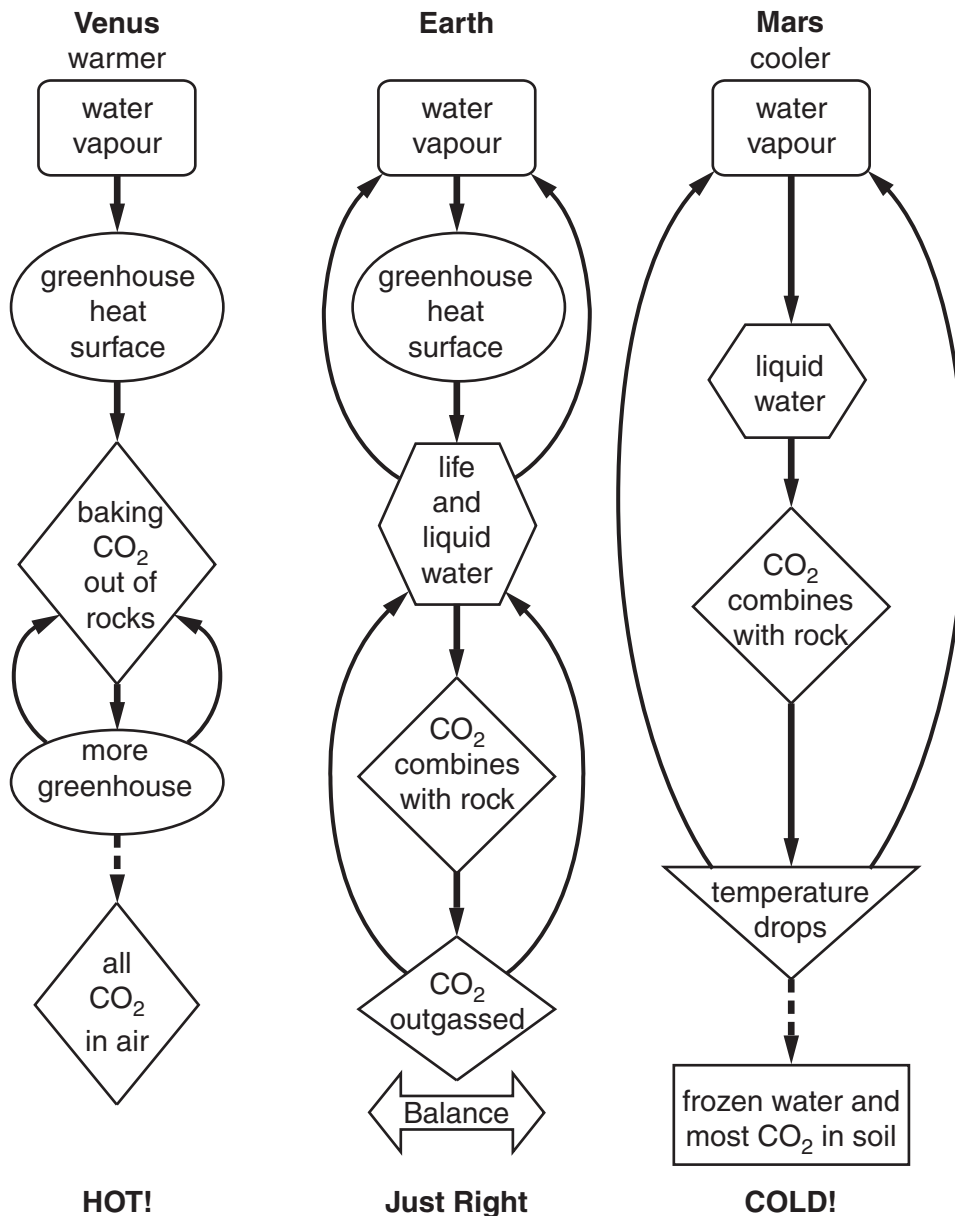 Venus
warmer
water
vapour
greenhouse
heat
surface
baking
CO2
out of
rocks
more
greenhouse
all
CO2
in air
HOT!
Earth
water
vapour
greenhouse
heat
surface
life
and
liquid
water
CO2
combines
with rock
CO2
outgassed
Balance
Just Right
Mars
cooler
water
vapour
liquid
water
CO2
combines
with rock
temperature
drops
frozen water and
most CO2 in soil
COLD!